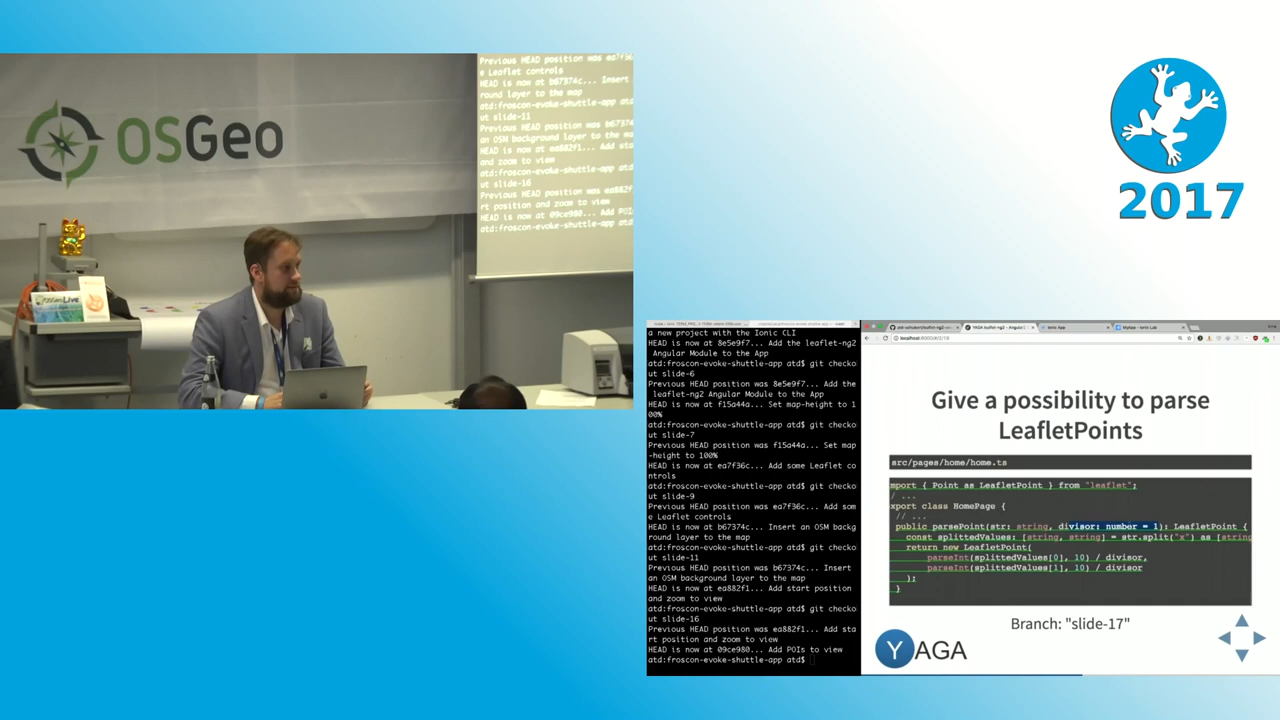 OSGeo
Live
Previous HEAD position was ea7f36
e Leaflet controls
HEAD is now at b67374c... Insert
round layer to the map
atd:froscon-evoke-shuttle-app atd
ut slide-11
Previous HEAD position was b67374
an OSM background layer to the ma
HEAD is now at ea882f1... Add sta
and zoom to view
atd:froscon-evoke-shuttle-app atd
ut slide-16
Previous HEAD position was ea882f
rt position and zoom to view
HEAD is now at 09ce980... Add POI
atd:froscon-evoke-shuttle-app atd
2017
a new project with the Ionic CLI
HEAD is now at 8e5e9f7... Add the leaflet-ng2
Angular Module to the App
atd:froscon-evoke-shuttle-app atd$ git checko
ut slide-6
Previous HEAD position was 8e5e9f7... Add the
leaflet-ng2 Angular Module to the App
HEAD is now at f15a44a... Set map-height to 1
00%
atd:froscon-evoke-shuttle-app atd$ git checko
ut slide-7
Previous HEAD position was f15a44a... Set map
-height to 100%
HEAD is now at ea7f36c... Add some Leaflet co
ntrols
atd:froscon-evoke-shuttle-app atd$ git checko
ut slide-9
Previous HEAD position was ea7f36c... Add som
e Leaflet controls
HEAD is now at b67374c... Insert an OSM backg
round layer to the map
atd:froscon-evoke-shuttle-app atd$ git checko
ut slide-11
Previous HEAD position was b67374c... Insert
an OSM background layer to the map
HEAD is now at ea882f1... Add start position
and zoom to view
atd:froscon-evoke-shuttle-app atd$ git checko
ut slide-16
Previous HEAD position was ea882f1... Add sta
rt position and zoom to view
HEAD is now at 09ce980... Add POIs to view
atd:froscon-evoke-shuttle-app atd$
Ionic App
MyApp - Ionic Lab
Give a possibility to parse
LeafletPoints
src/pages/home/home.ts
mport { Point as LeafletPoint } from "leaflet";
/ ...
xport class HomePage {
// ...
public parsePoint(str: string, divisor: number = 1): LeafletPoint {
const splittedValues: [string, string] = str.split("x") as [string
return new LeafletPoint(
parseInt(splittedValues[0], 10) / divisor,
parseInt(splittedValues[1], 10) / divisor
);
}
Branch: "slide-17"
YAGA